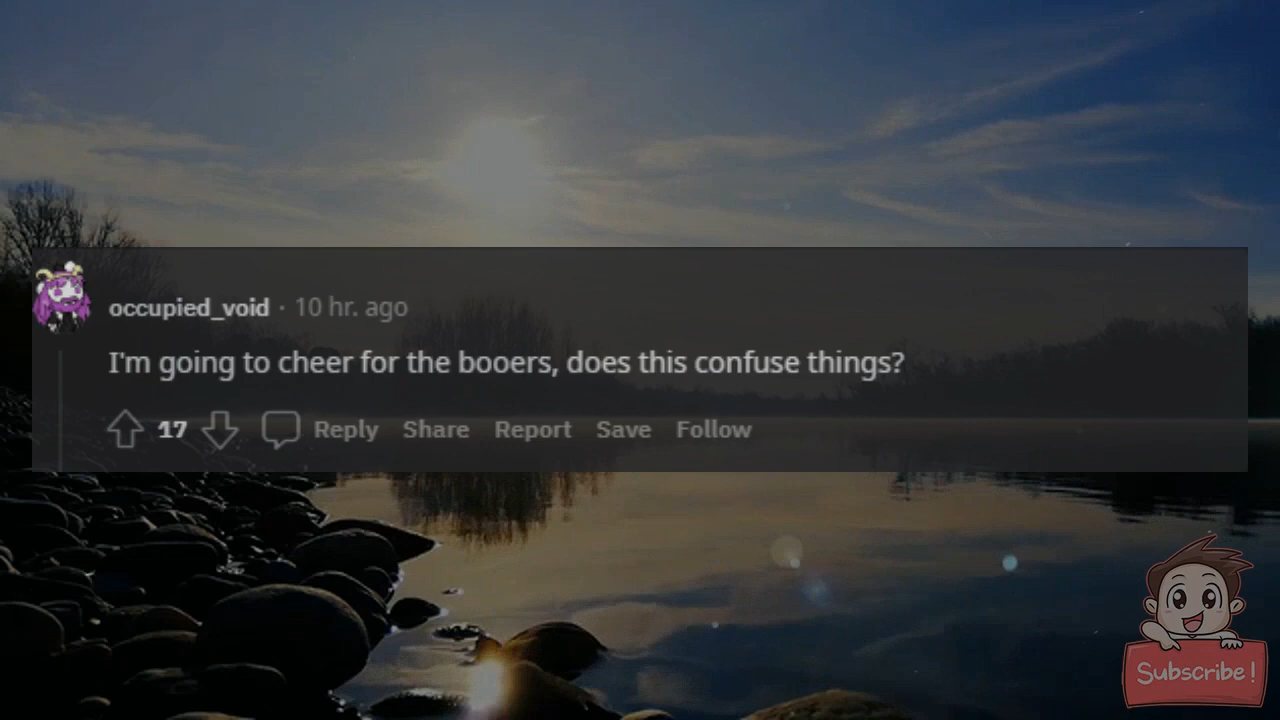 occupied_void · 10 hr. ago
I'm going to cheer for the booers, does this confuse things?
17 Reply Share Report Save Follow
Subscribe!